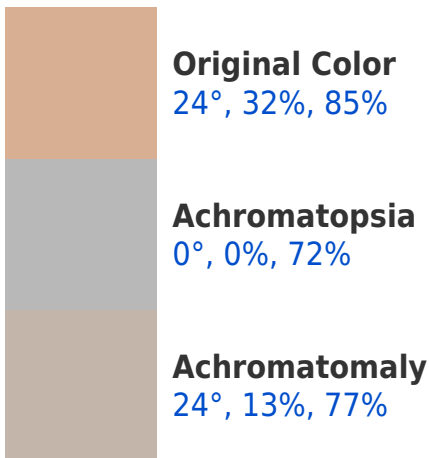 Original Color
24°, 32%, 85%
Achromatopsia
0°, 0%, 72%
Achromatomaly
24°, 13%, 77%